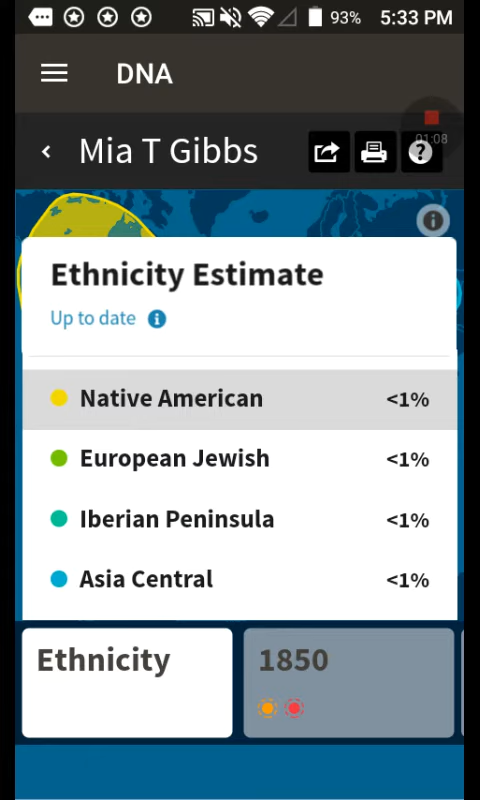 93% 5:33 PM
DNA
Mia T Gibbs
01:08
Ethnicity Estimate
Up to date
Native American <1%
European Jewish <1%
Iberian Peninsula <1%
Asia Central <1%
Ethnicity
1850